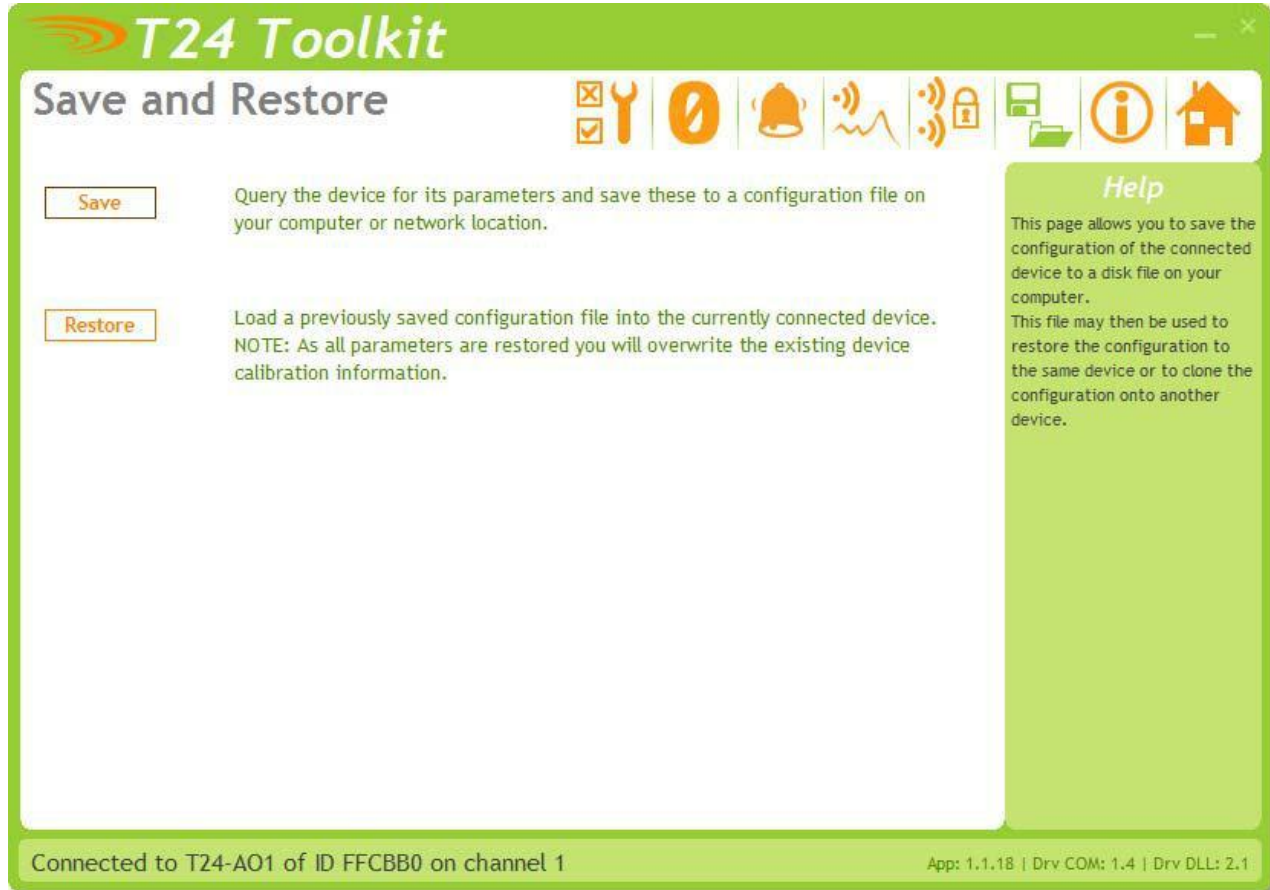 T24 Toolkit
Save and Restore
0
Save
Query the device for its parameters and save these to a configuration file on
your computer or network location.
Restore
Load a previously saved configuration file into the currently connected device.
NOTE: As all parameters are restored you will overwrite the existing device
calibration information.
Help
This page allows you to save the
configuration of the connected
device to a disk file on your
computer.
This file may then be used to
restore the configuration to
the same device or to clone the
configuration onto another
device.
Connected to T24-AO1 of ID FFCBB0 on channel 1
App: 1.1.18 | Drv COM: 1.4 | Drv DLL: 2.1